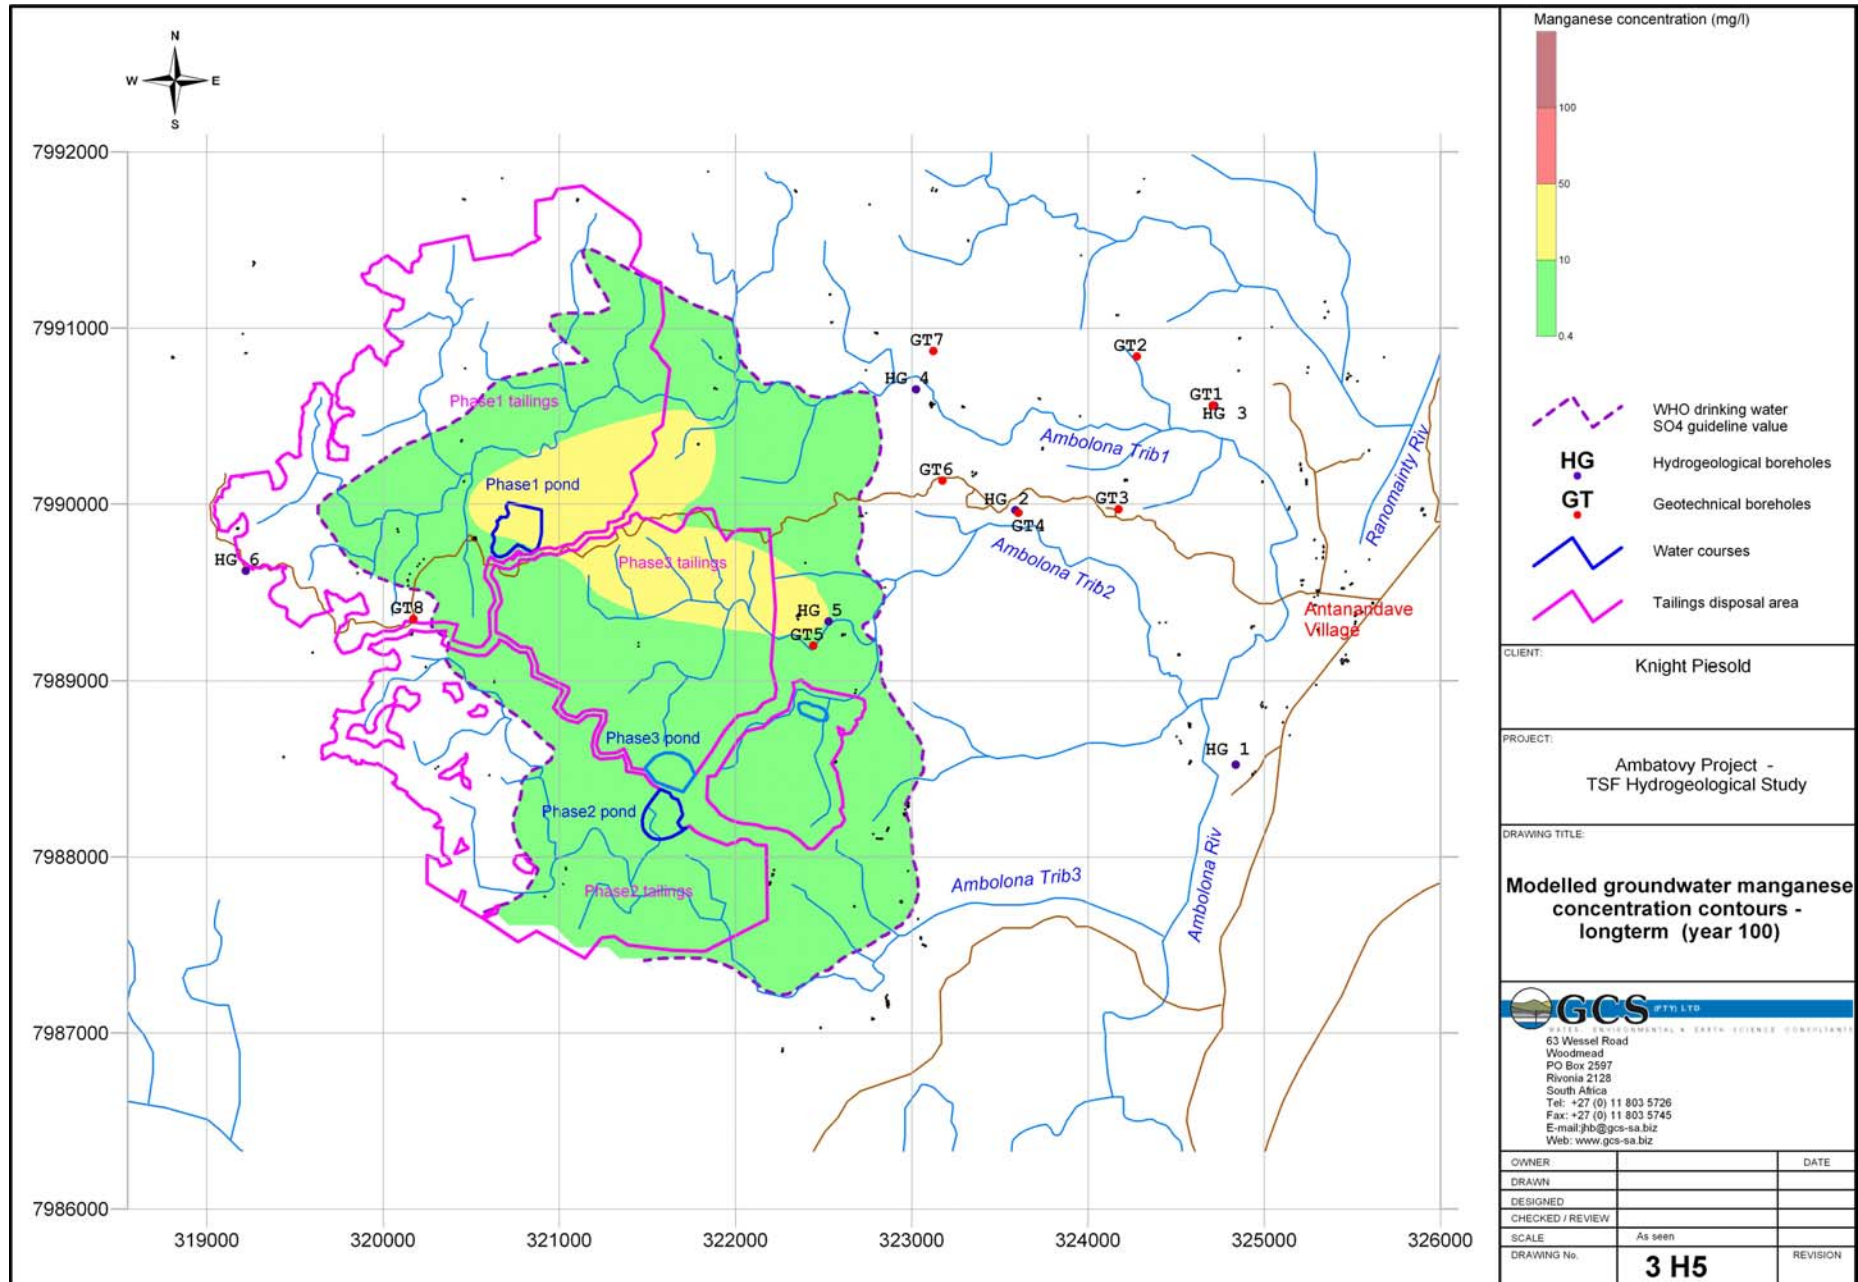 N
W E
S
7992000
7991000
7990000
7989000
7988000
7987000
7986000
319000 320000 321000 322000 323000 324000 325000 326000
GT7
GT2
HG 4
GT1
HG 3
Phase1 tailings
Ambolona Trib1
Ranomainty Riv
GT6
Phase1 pond
HG 2
GT3
GT4
HG 6
Phase3 tailings
Ambolona Trib2
GT8
HG 5
GT5
Antanandave
Village
Phase3 pond
HG 1
Phase2 pond
Ambolona Riv
Phase2 tailings
Ambolona Trib3
Manganese concentration (mg/l)
100
50
10
0.4
WHO drinking water
SO4 guideline value
HG Hydrogeological boreholes
GT Geotechnical boreholes
Water courses
Tailings disposal area
CLIENT:
Knight Piesold
PROJECT:
Ambatovy Project -
TSF Hydrogeological Study
DRAWING TITLE:
Modelled groundwater manganese
concentration contours -
longterm (year 100)
GCS (PTY) LTD
WATER, ENVIRONMENTAL & EARTH SCIENCE CONSULTANTS
63 Wessel Road
Woodmead
PO Box 2597
Rivonia 2128
South Africa
Tel: +27 (0) 11 803 5726
Fax: +27 (0) 11 803 5745
E-mail:jhb@gcs-sa.biz
Web: www.gcs-sa.biz
OWNER DATE
DRAWN
DESIGNED
CHECKED / REVIEW
SCALE As seen
DRAWING No. 3 H5 REVISION